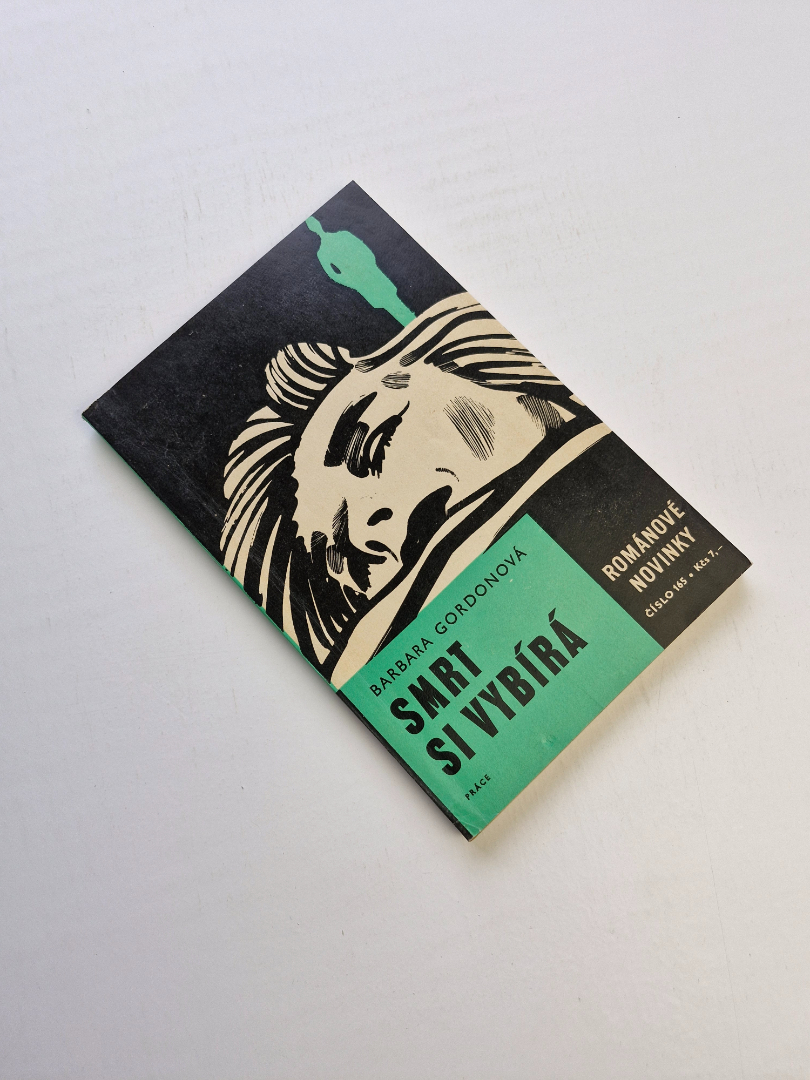 BARBARA GORDONOVÁ
SMRT
SI VYBÍRÁ
PRÁCE
ROMÁNOVÉ
NOVINKY
ČÍSLO 165 • Kčs 7,–